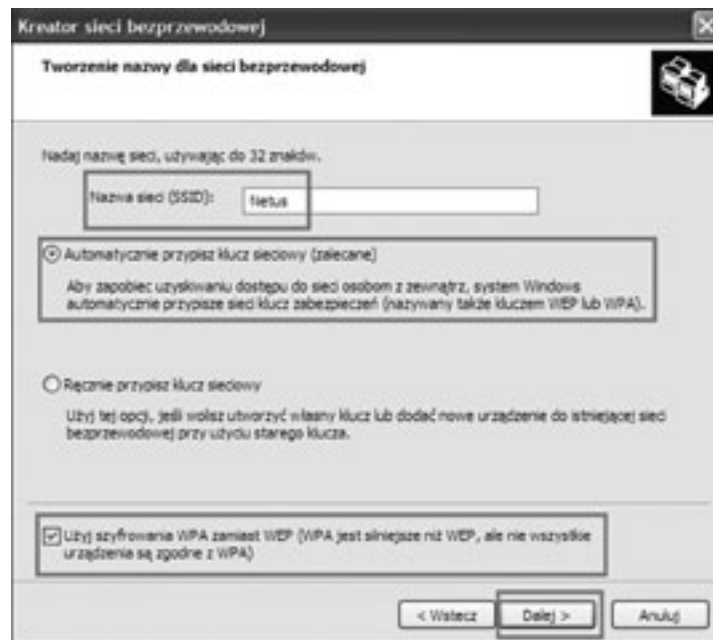 Kreator sieci bezprzewodowej
Tworzenie nazwy dla sieci bezprzewodowej
Nadaj nazwę sieci, używając do 32 znaków.
Nazwa sieci (SSID): Netus
Automatycznie przypisz klucz sieciowy (zalecane)
Aby zapobiec uzyskiwaniu dostępu do sieci osobom z zewnątrz, system Windows
automatycznie przypisze sieci klucz zabezpieczeń (nazywany także kluczem WEP lub WPA).
Ręcznie przypisz klucz sieciowy
Użyj tej opcji, jeśli wolisz utworzyć własny klucz lub dodać nowe urządzenie do istniejącej sieci
bezprzewodowej przy użyciu starego klucza.
Użyj szyfrowania WPA zamiast WEP (WPA jest silniejsze niż WEP, ale nie wszystkie
urządzenia są zgodne z WPA)
< Wstecz Dalej > Anuluj